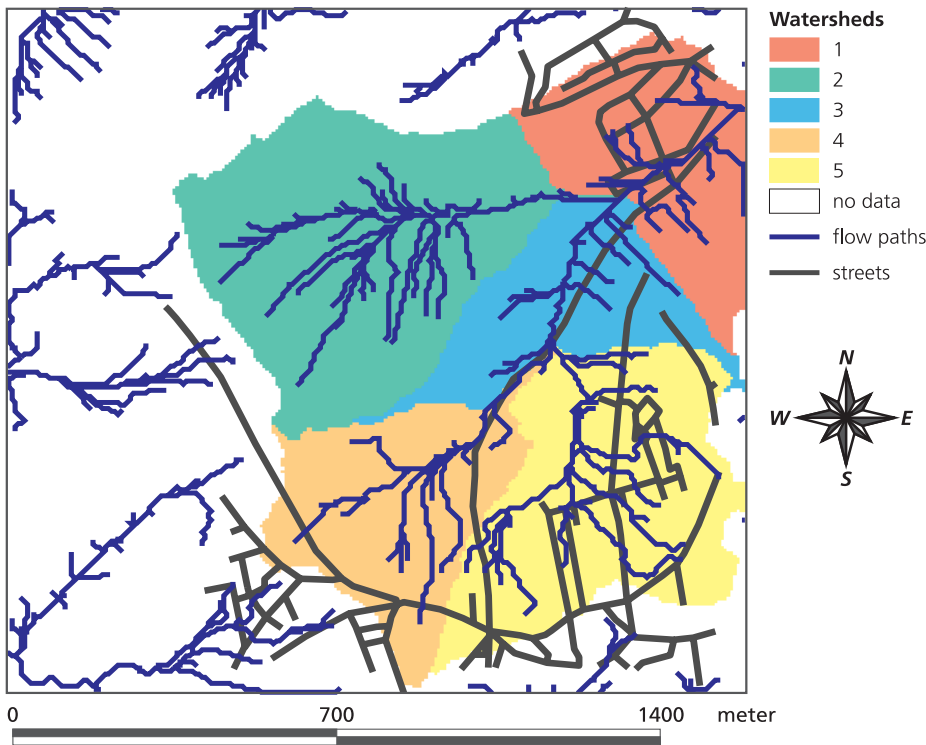 Watersheds
1
2
3
4
5
no data
flow paths
streets
N
W E
S
0 700 1400 meter